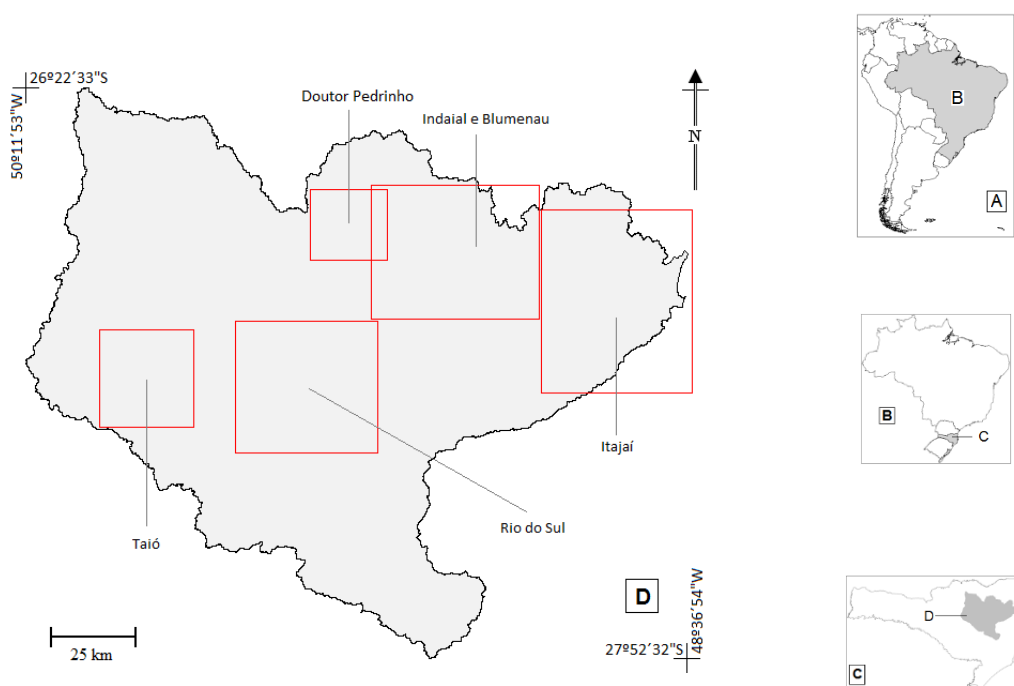 26º22´33"S
50º11´53"W
Doutor Pedrinho
Indaial e Blumenau
N
Itajaí
Rio do Sul
Taió
D
25 km
27º52´32"S
48º36´54"W
B
A
B
C
D
C